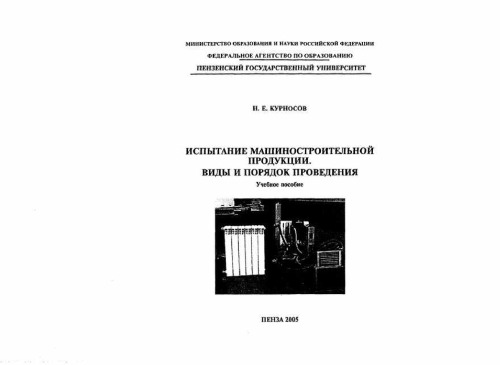 МИНИСТЕРСТВО ОБРАЗОВАНИЯ И НАУКИ РОССИЙСКОЙ ФЕДЕРАЦИИ
ФЕДЕРАЛЬНОЕ АГЕНТСТВО ПО ОБРАЗОВАНИЮ
ПЕНЗЕНСКИЙ ГОСУДАРСТВЕННЫЙ УНИВЕРСИТЕТ
Н. Е. КУРНОСОВ
ИСПЫТАНИЕ МАШИНОСТРОИТЕЛЬНОЙ
ПРОДУКЦИИ.
ВИДЫ И ПОРЯДОК ПРОВЕДЕНИЯ
Учебное пособие
ПЕНЗА 2005